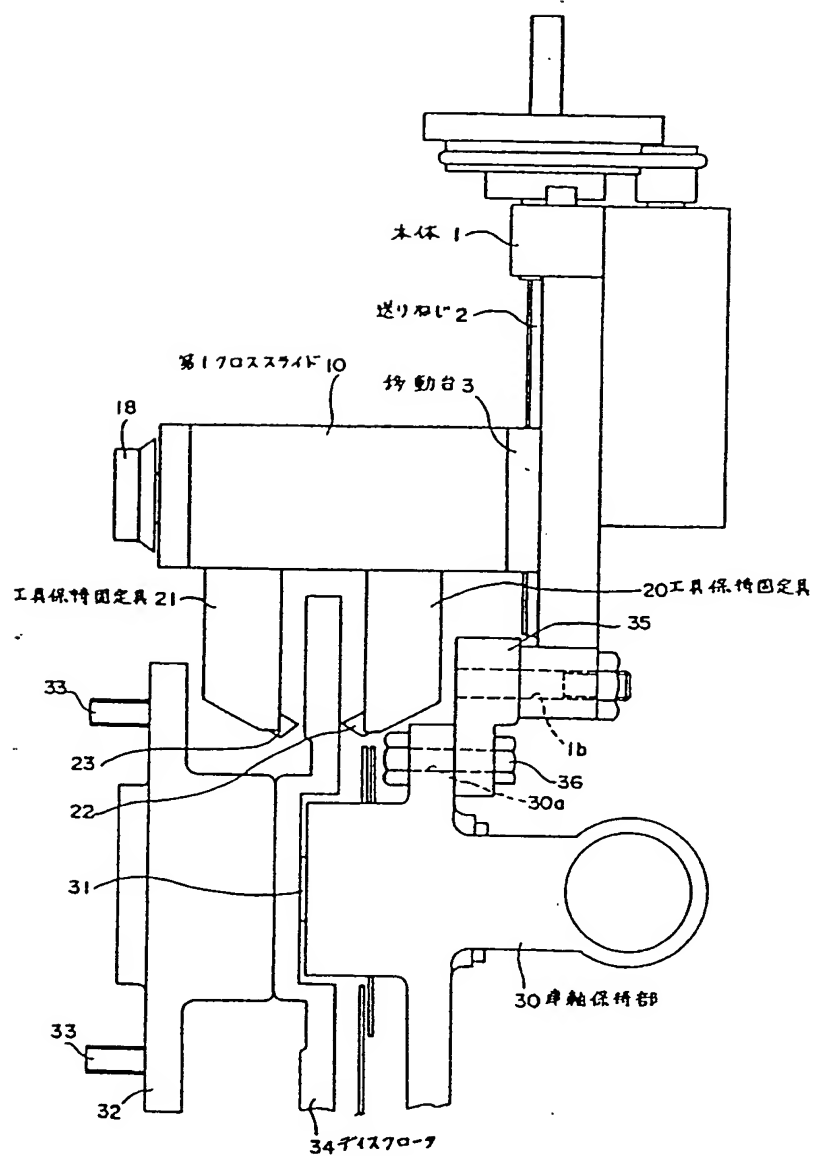 本体 1
送りねじ 2
第1クロススライド 10
移動台 3
18
工具保持固定具 21
20 工具保持固定具
35
33
23
1b
36
22
30a
31
30 車軸保持部
33
32
34 ディスクロータ